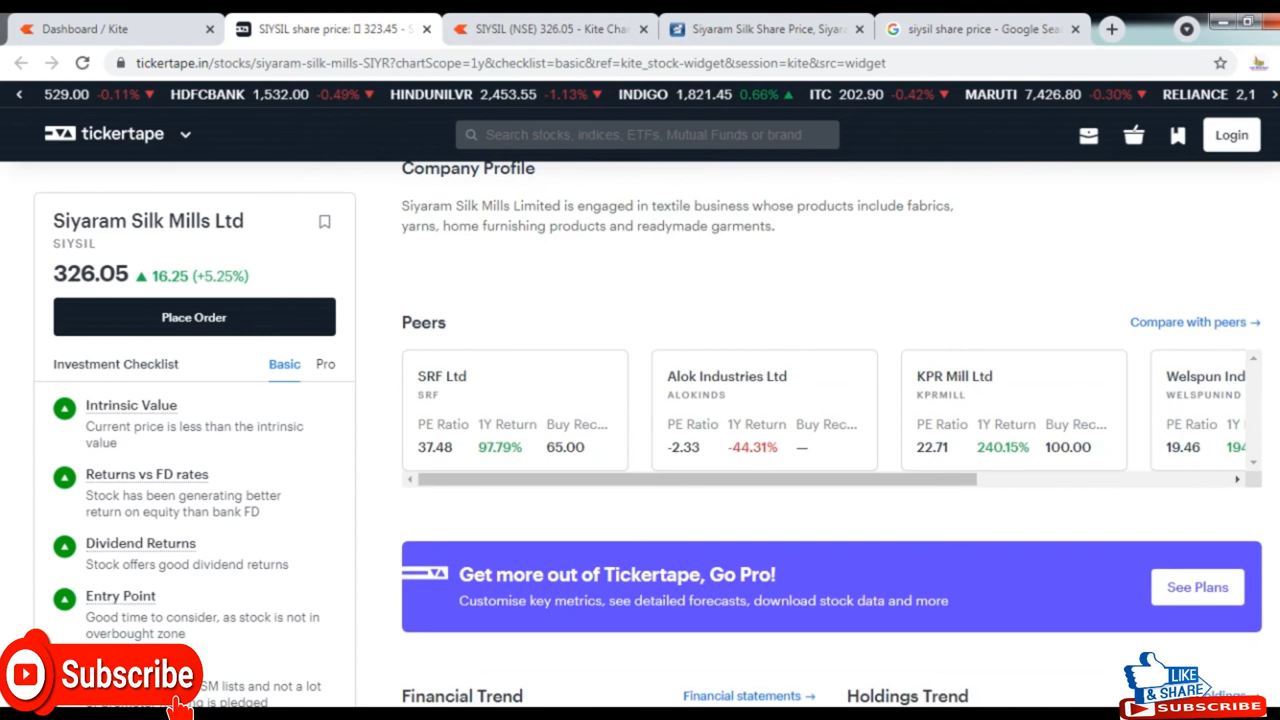 Dashboard / Kite
SIYSIL share price: 323.45 - S
SIYSIL (NSE) 326.05 - Kite Cha
Siyaram Silk Share Price, Siyar
siysil share price - Google Sea
tickertape.in/stocks/siyaram-silk-mills-SIYR?chartScope=1y&checklist=basic&ref=kite_stock-widget&session=kite&src=widget
529.00 -0.11% ▼ HDFCBANK 1,532.00 -0.49% ▼ HINDUNILVR 2,453.55 -1.13% ▼ INDIGO 1,821.45 0.66% ▲ ITC 202.90 -0.42% ▼ MARUTI 7,426.80 -0.30% ▼ RELIANCE 2,1
tickertape
Search stocks, indices, ETFs, Mutual Funds or brand
Login
Company Profile
Siyaram Silk Mills Limited is engaged in textile business whose products include fabrics,
yarns, home furnishing products and readymade garments.
Siyaram Silk Mills Ltd
SIYSIL
326.05 ▲ 16.25 (+5.25%)
Place Order
Investment Checklist Basic Pro
Intrinsic Value
Current price is less than the intrinsic
value
Returns vs FD rates
Stock has been generating better
return on equity than bank FD
Dividend Returns
Stock offers good dividend returns
Entry Point
Good time to consider, as stock is not in
overbought zone
SM lists and not a lot
is pledged
Peers
Compare with peers →
SRF Ltd
SRF
PE Ratio 1Y Return Buy Rec...
37.48 97.79% 65.00
Alok Industries Ltd
ALOKINDS
PE Ratio 1Y Return Buy Rec...
-2.33 -44.31% —
KPR Mill Ltd
KPRMILL
PE Ratio 1Y Return Buy Rec...
22.71 240.15% 100.00
Welspun Ind
WELSPUNIND
PE Ratio 1Y
19.46 194
Get more out of Tickertape, Go Pro!
Customise key metrics, see detailed forecasts, download stock data and more
See Plans
Financial Trend
Financial statements →
Holdings Trend
Subscribe
LIKE
& SHARE
SUBSCRIBE